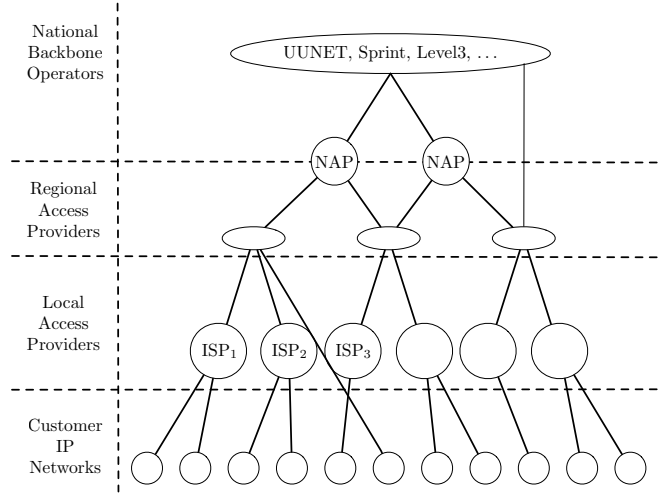 National
Backbone
Operators
UUNET, Sprint, Level3, ...
NAP
NAP
Regional
Access
Providers
Local
Access
Providers
ISP₁
ISP₂
ISP₃
Customer
IP
Networks